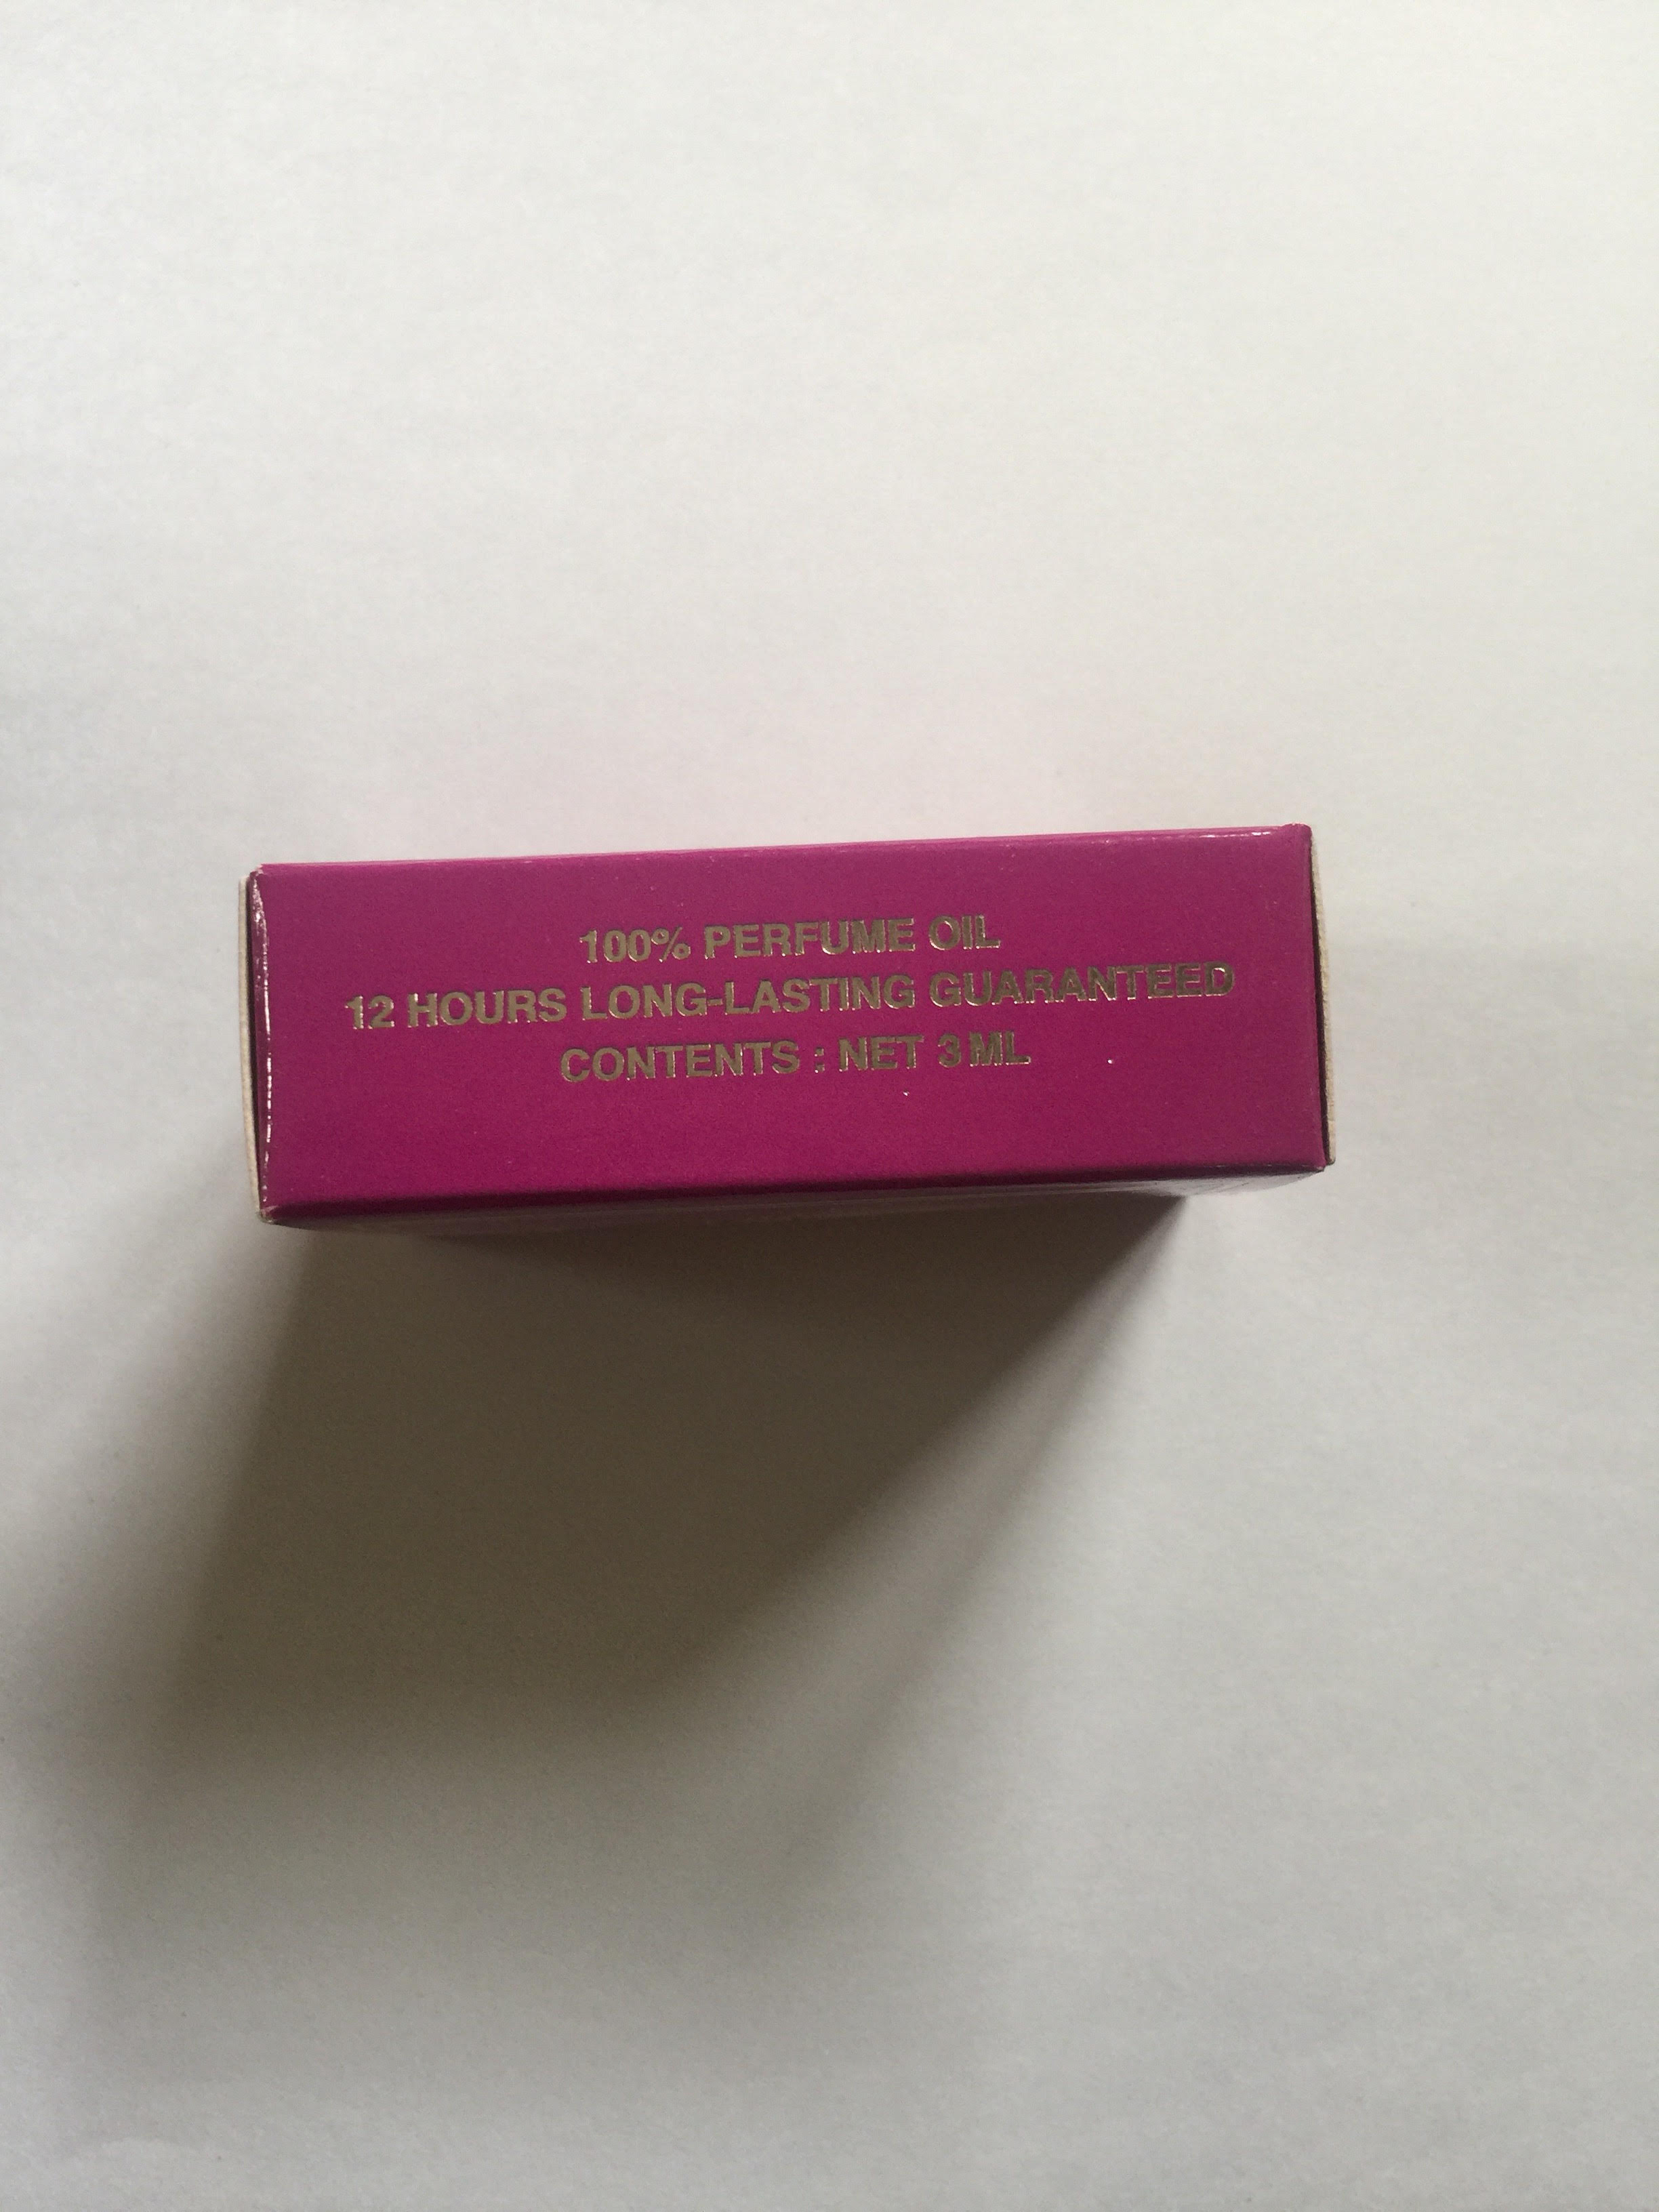 100% PERFUME OIL
12 HOURS LONG-LASTING GUARANTEED
CONTENTS : NET 3 ML